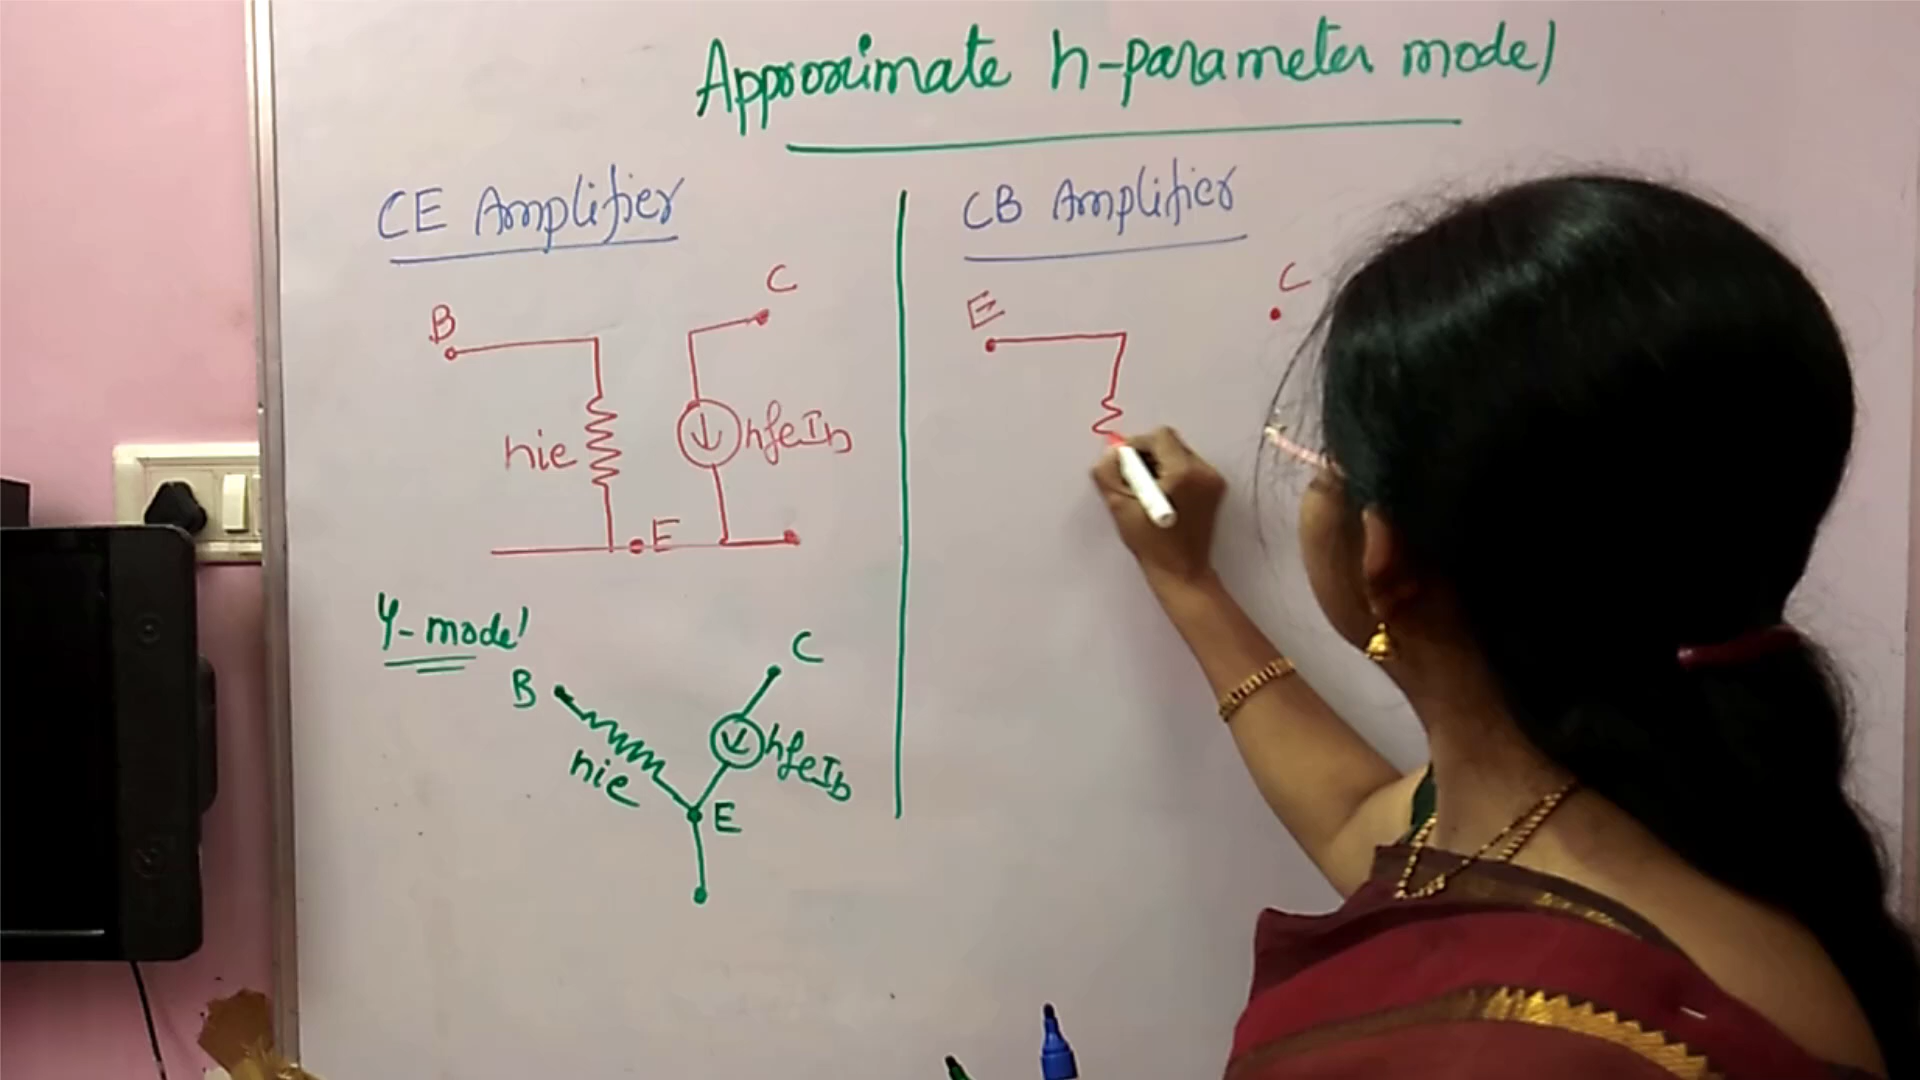 Approximate h-parameter model
CE Amplifier
B
C
hie
hfeIb
E
Y-model
B
C
hie
hfeIb
E
CB Amplifier
E
C